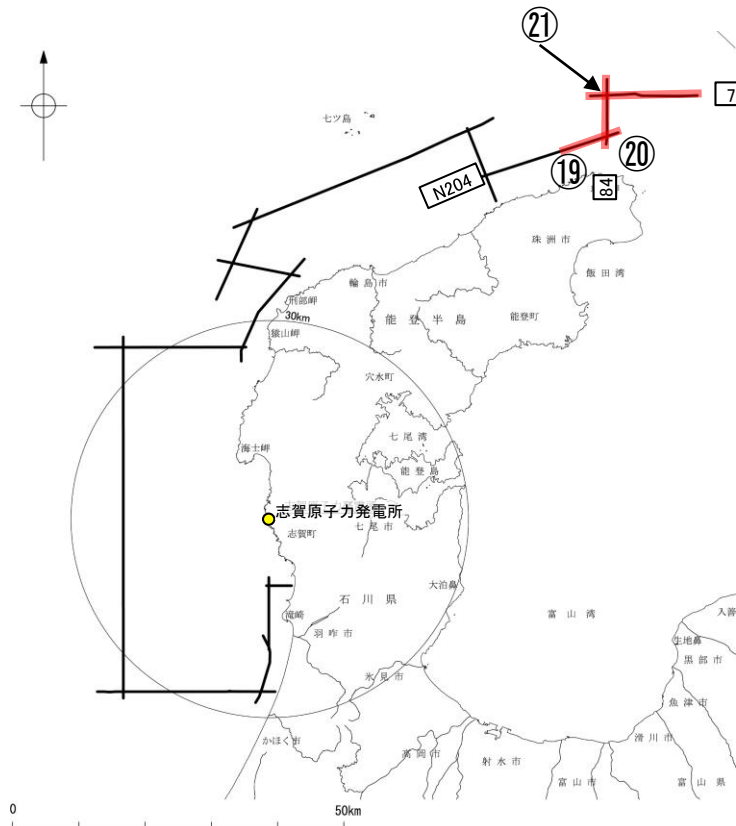 ㉑
7
七ツ島
⑲
⑳
N204
84
珠洲市
飯田湾
輪島市
刑部岬
30km
能登半島
能登町
猿山岬
穴水町
七尾湾
海士岬
能登島
志賀原子力発電所
志賀町
七尾市
大泊鼻
石川県
滝崎
富山湾
入善
羽咋市
生地鼻
黒部市
氷見市
魚津市
かほく市
高岡市
射水市
滑川市
富山市
富山県
0
50km